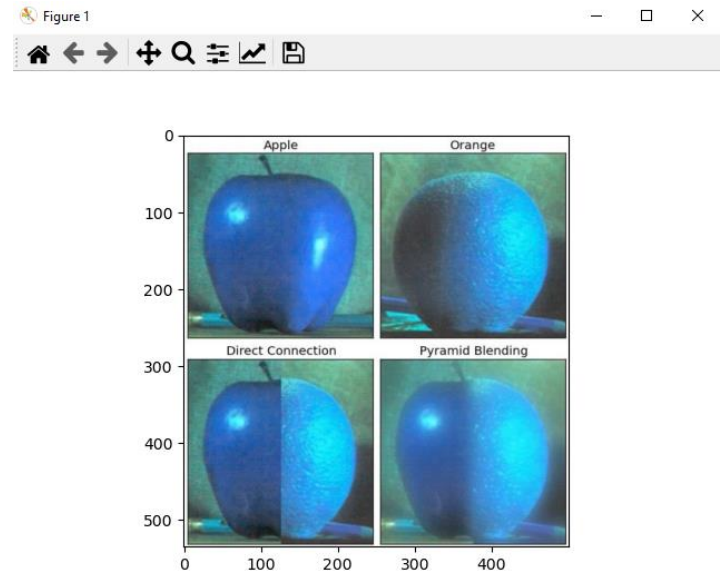 Figure 1
0
Apple
Orange
100
200
300
Direct Connection
Pyramid Blending
400
500
0
100
200
300
400